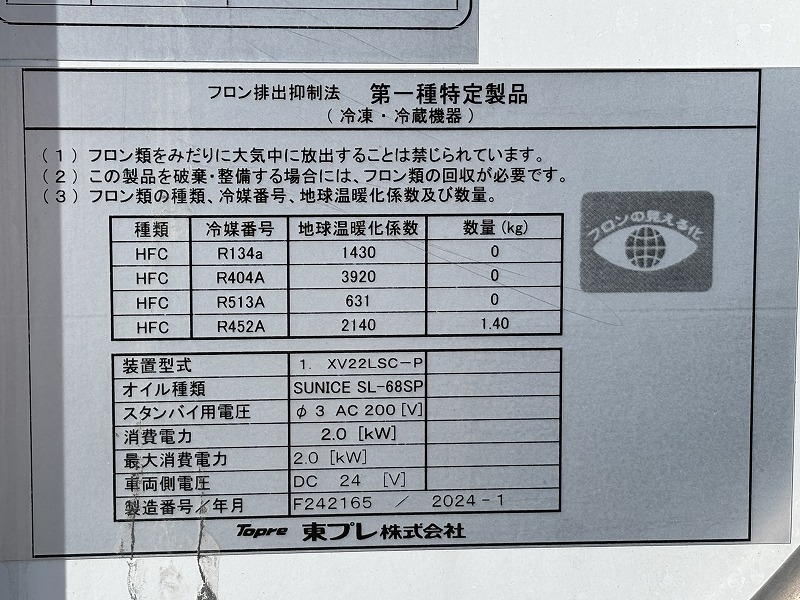 フロン排出抑制法 第一種特定製品
(冷凍・冷蔵機器)
(1) フロン類をみだりに大気中に放出することは禁じられています。
(2) この製品を破棄・整備する場合には、フロン類の回収が必要です。
(3) フロン類の種類、冷媒番号、地球温暖化係数及び数量。
フロンの見える化
種類 冷媒番号 地球温暖化係数 数量(kg)
HFC R134a 1430 0
HFC R404A 3920 0
HFC R513A 631 0
HFC R452A 2140 1.40
装置型式 1. XV22LSC-P
オイル種類 SUNICE SL-68SP
スタンバイ用電圧 φ3 AC200[V]
消費電力 2.0 [kW]
最大消費電力 2.0 [kW]
車両側電圧 DC 24 [V]
製造番号/年月 F242165 / 2024-1
Topre 東プレ株式会社